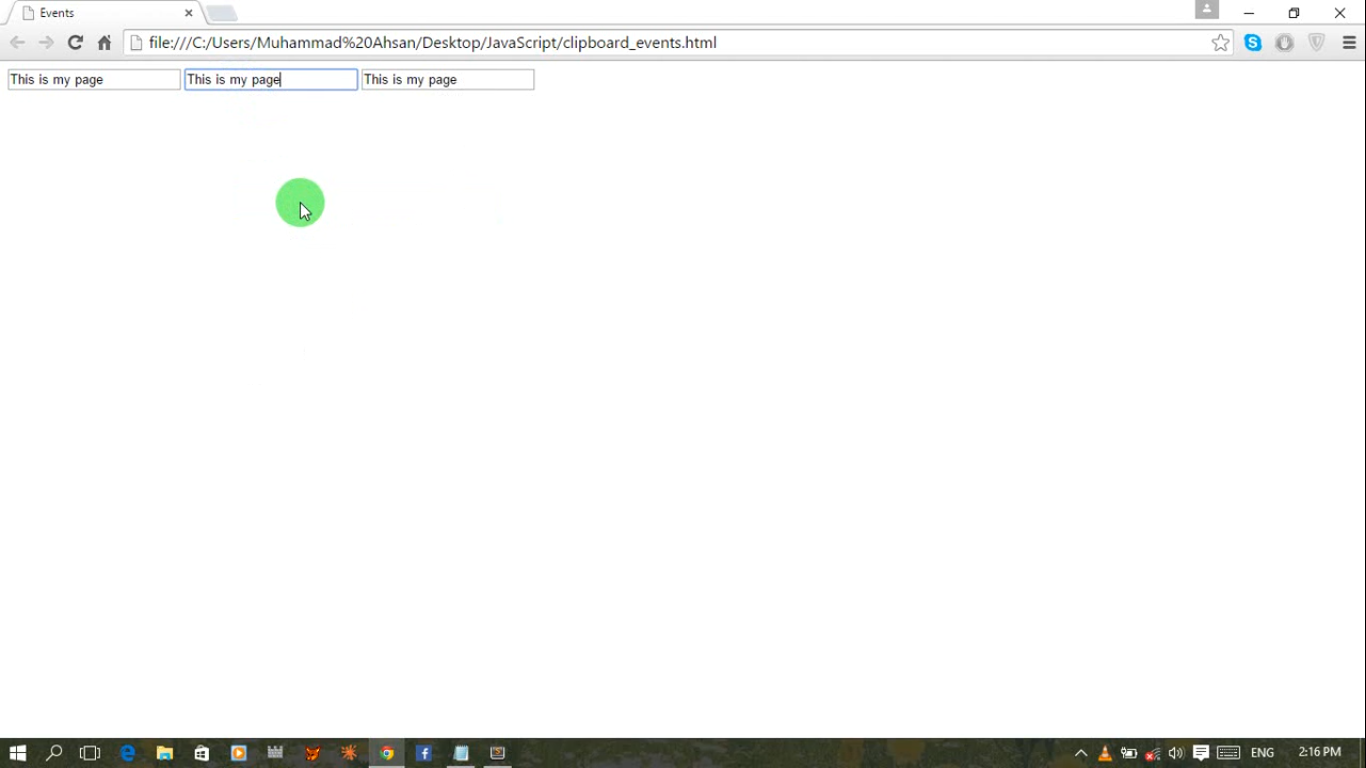 Events
file:///C:/Users/Muhammad%20Ahsan/Desktop/JavaScript/clipboard_events.html
This is my page This is my page This is my page
ENG 2:16 PM